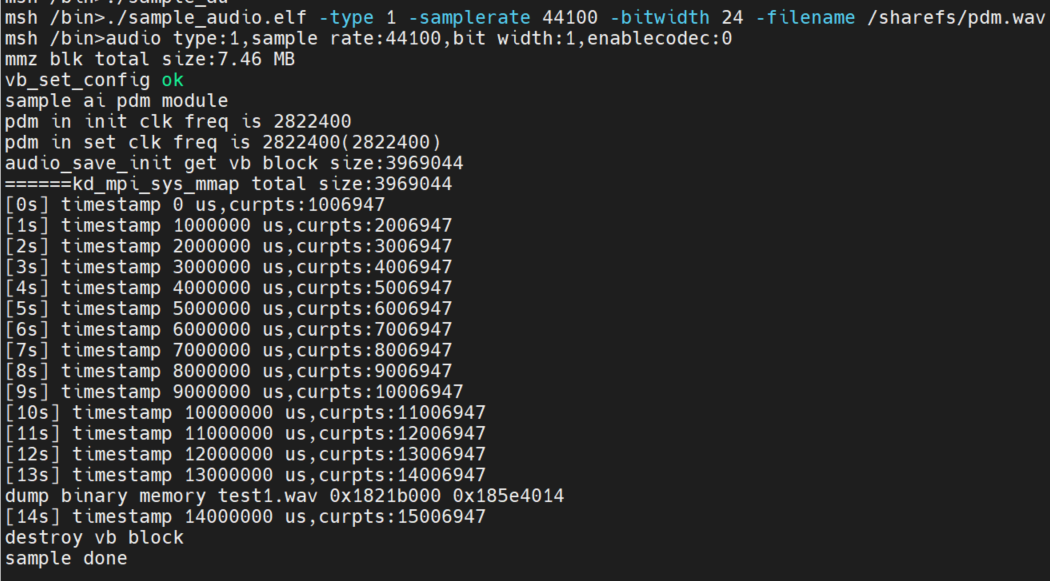 msh /bin>./sample_au
msh /bin>./sample_audio.elf -type 1 -samplerate 44100 -bitwidth 24 -filename /sharefs/pdm.wav
msh /bin>audio type:1,sample rate:44100,bit width:1,enablecodec:0
mmz blk total size:7.46 MB
vb_set_config ok
sample ai pdm module
pdm in init clk freq is 2822400
pdm in set clk freq is 2822400(2822400)
audio_save_init get vb block size:3969044
======kd_mpi_sys_mmap total size:3969044
[0s] timestamp 0 us,curpts:1006947
[1s] timestamp 1000000 us,curpts:2006947
[2s] timestamp 2000000 us,curpts:3006947
[3s] timestamp 3000000 us,curpts:4006947
[4s] timestamp 4000000 us,curpts:5006947
[5s] timestamp 5000000 us,curpts:6006947
[6s] timestamp 6000000 us,curpts:7006947
[7s] timestamp 7000000 us,curpts:8006947
[8s] timestamp 8000000 us,curpts:9006947
[9s] timestamp 9000000 us,curpts:10006947
[10s] timestamp 10000000 us,curpts:11006947
[11s] timestamp 11000000 us,curpts:12006947
[12s] timestamp 12000000 us,curpts:13006947
[13s] timestamp 13000000 us,curpts:14006947
dump binary memory test1.wav 0x1821b000 0x185e4014
[14s] timestamp 14000000 us,curpts:15006947
destroy vb block
sample done